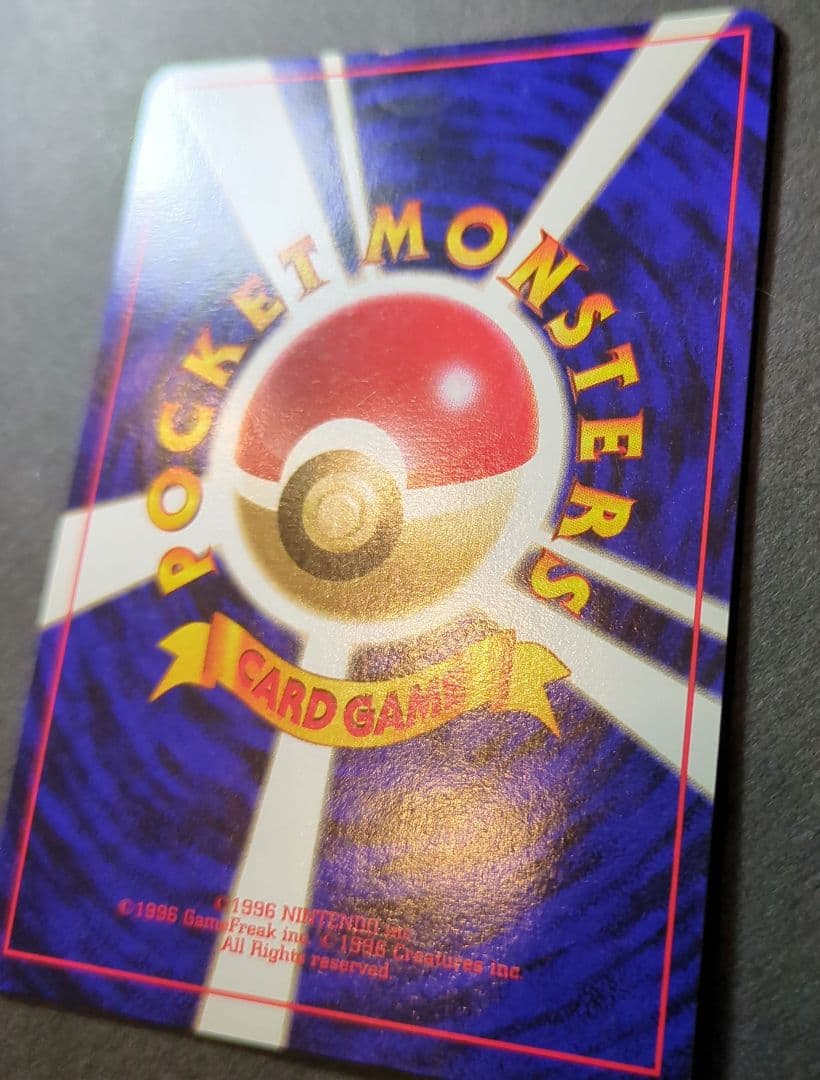 POCKET MONSTERS
CARD GAME
©1996 NINTENDO inc.
©1996 GameFreak inc. ©1996 Creatures inc.
All Rights reserved.